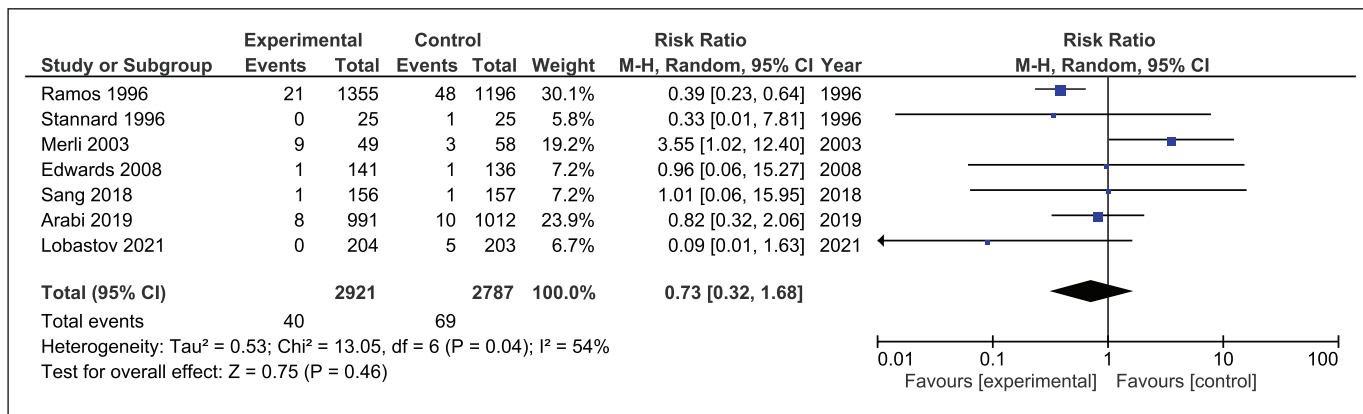 Experimental Control Risk Ratio Risk Ratio
Study or Subgroup Events Total Events Total Weight M-H, Random, 95% CI Year M-H, Random, 95% CI
Ramos 1996 21 1355 48 1196 30.1% 0.39 [0.23, 0.64] 1996
Stannard 1996 0 25 1 25 5.8% 0.33 [0.01, 7.81] 1996
Merli 2003 9 49 3 58 19.2% 3.55 [1.02, 12.40] 2003
Edwards 2008 1 141 1 136 7.2% 0.96 [0.06, 15.27] 2008
Sang 2018 1 156 1 157 7.2% 1.01 [0.06, 15.95] 2018
Arabi 2019 8 991 10 1012 23.9% 0.82 [0.32, 2.06] 2019
Lobastov 2021 0 204 5 203 6.7% 0.09 [0.01, 1.63] 2021
Total (95% CI) 2921 2787 100.0% 0.73 [0.32, 1.68]
Total events 40 69
Heterogeneity: Tau² = 0.53; Chi² = 13.05, df = 6 (P = 0.04); I² = 54%
Test for overall effect: Z = 0.75 (P = 0.46)
0.01 0.1 1 10 100
Favours [experimental] Favours [control]